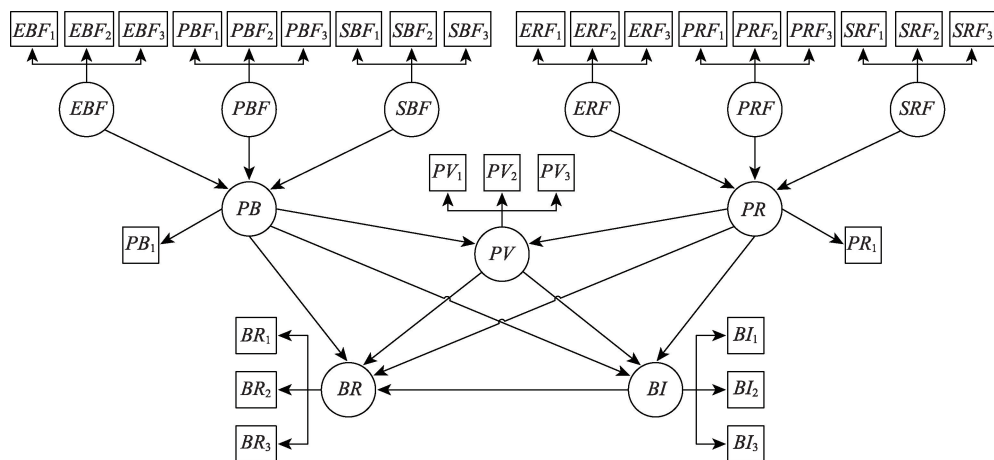 EBF₁ EBF₂ EBF₃ PBF₁ PBF₂ PBF₃ SBF₁ SBF₂ SBF₃ ERF₁ ERF₂ ERF₃ PRF₁ PRF₂ PRF₃ SRF₁ SRF₂ SRF₃
EBF PBF SBF ERF PRF SRF
PV₁ PV₂ PV₃
PB PR
PB₁ PV PR₁
BR₁ BI₁
BR₂ BR BI BI₂
BR₃ BI₃